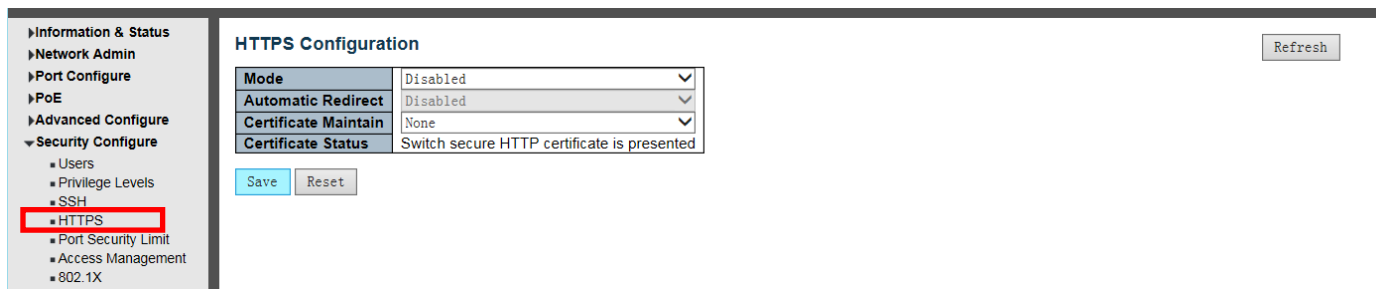 Information & Status
Network Admin
Port Configure
PoE
Advanced Configure
Security Configure
Users
Privilege Levels
SSH
HTTPS
Port Security Limit
Access Management
802.1X
HTTPS Configuration
Refresh
Mode Disabled
Automatic Redirect Disabled
Certificate Maintain None
Certificate Status Switch secure HTTP certificate is presented
Save Reset